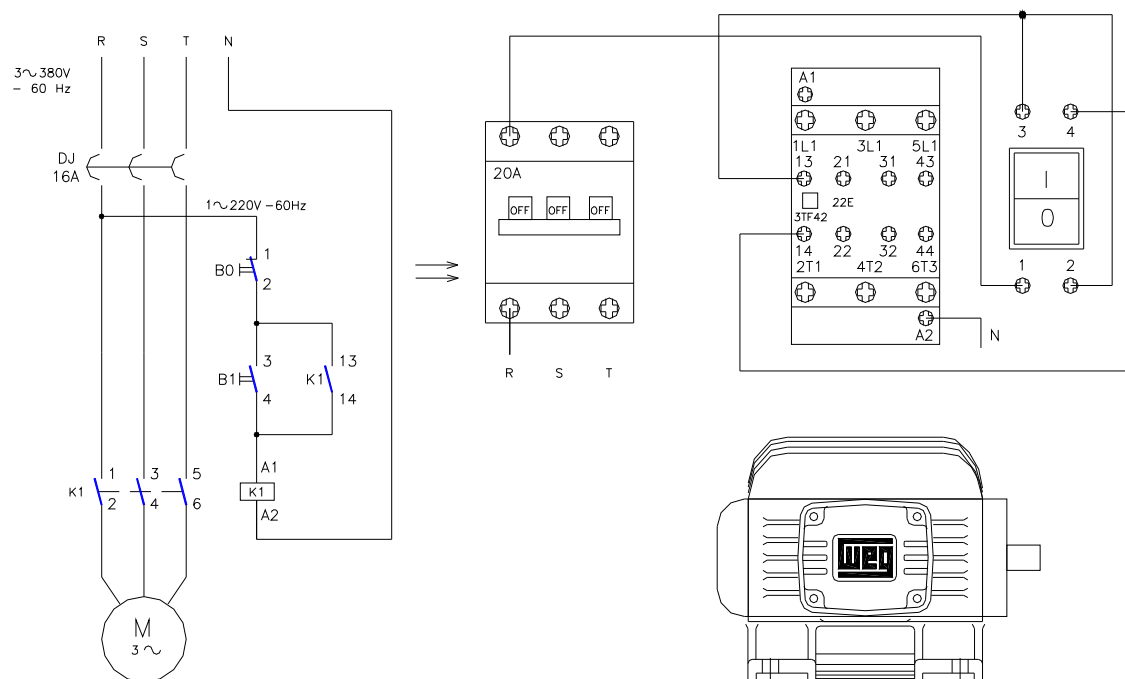 R S T N
3~380V
- 60 Hz
DJ
16A
1~220V-60Hz
B0
1
2
3
B1
4
13
K1
14
A1
K1
A2
K1
1
2
3
4
5
6
M
3~
20A
OFF OFF OFF
R S T
A1
1L1 3L1 5L1
13 21 31 43
22E
3TF42
14 22 32 44
2T1 4T2 6T3
A2
N
3 4
I
0
1 2
WEG